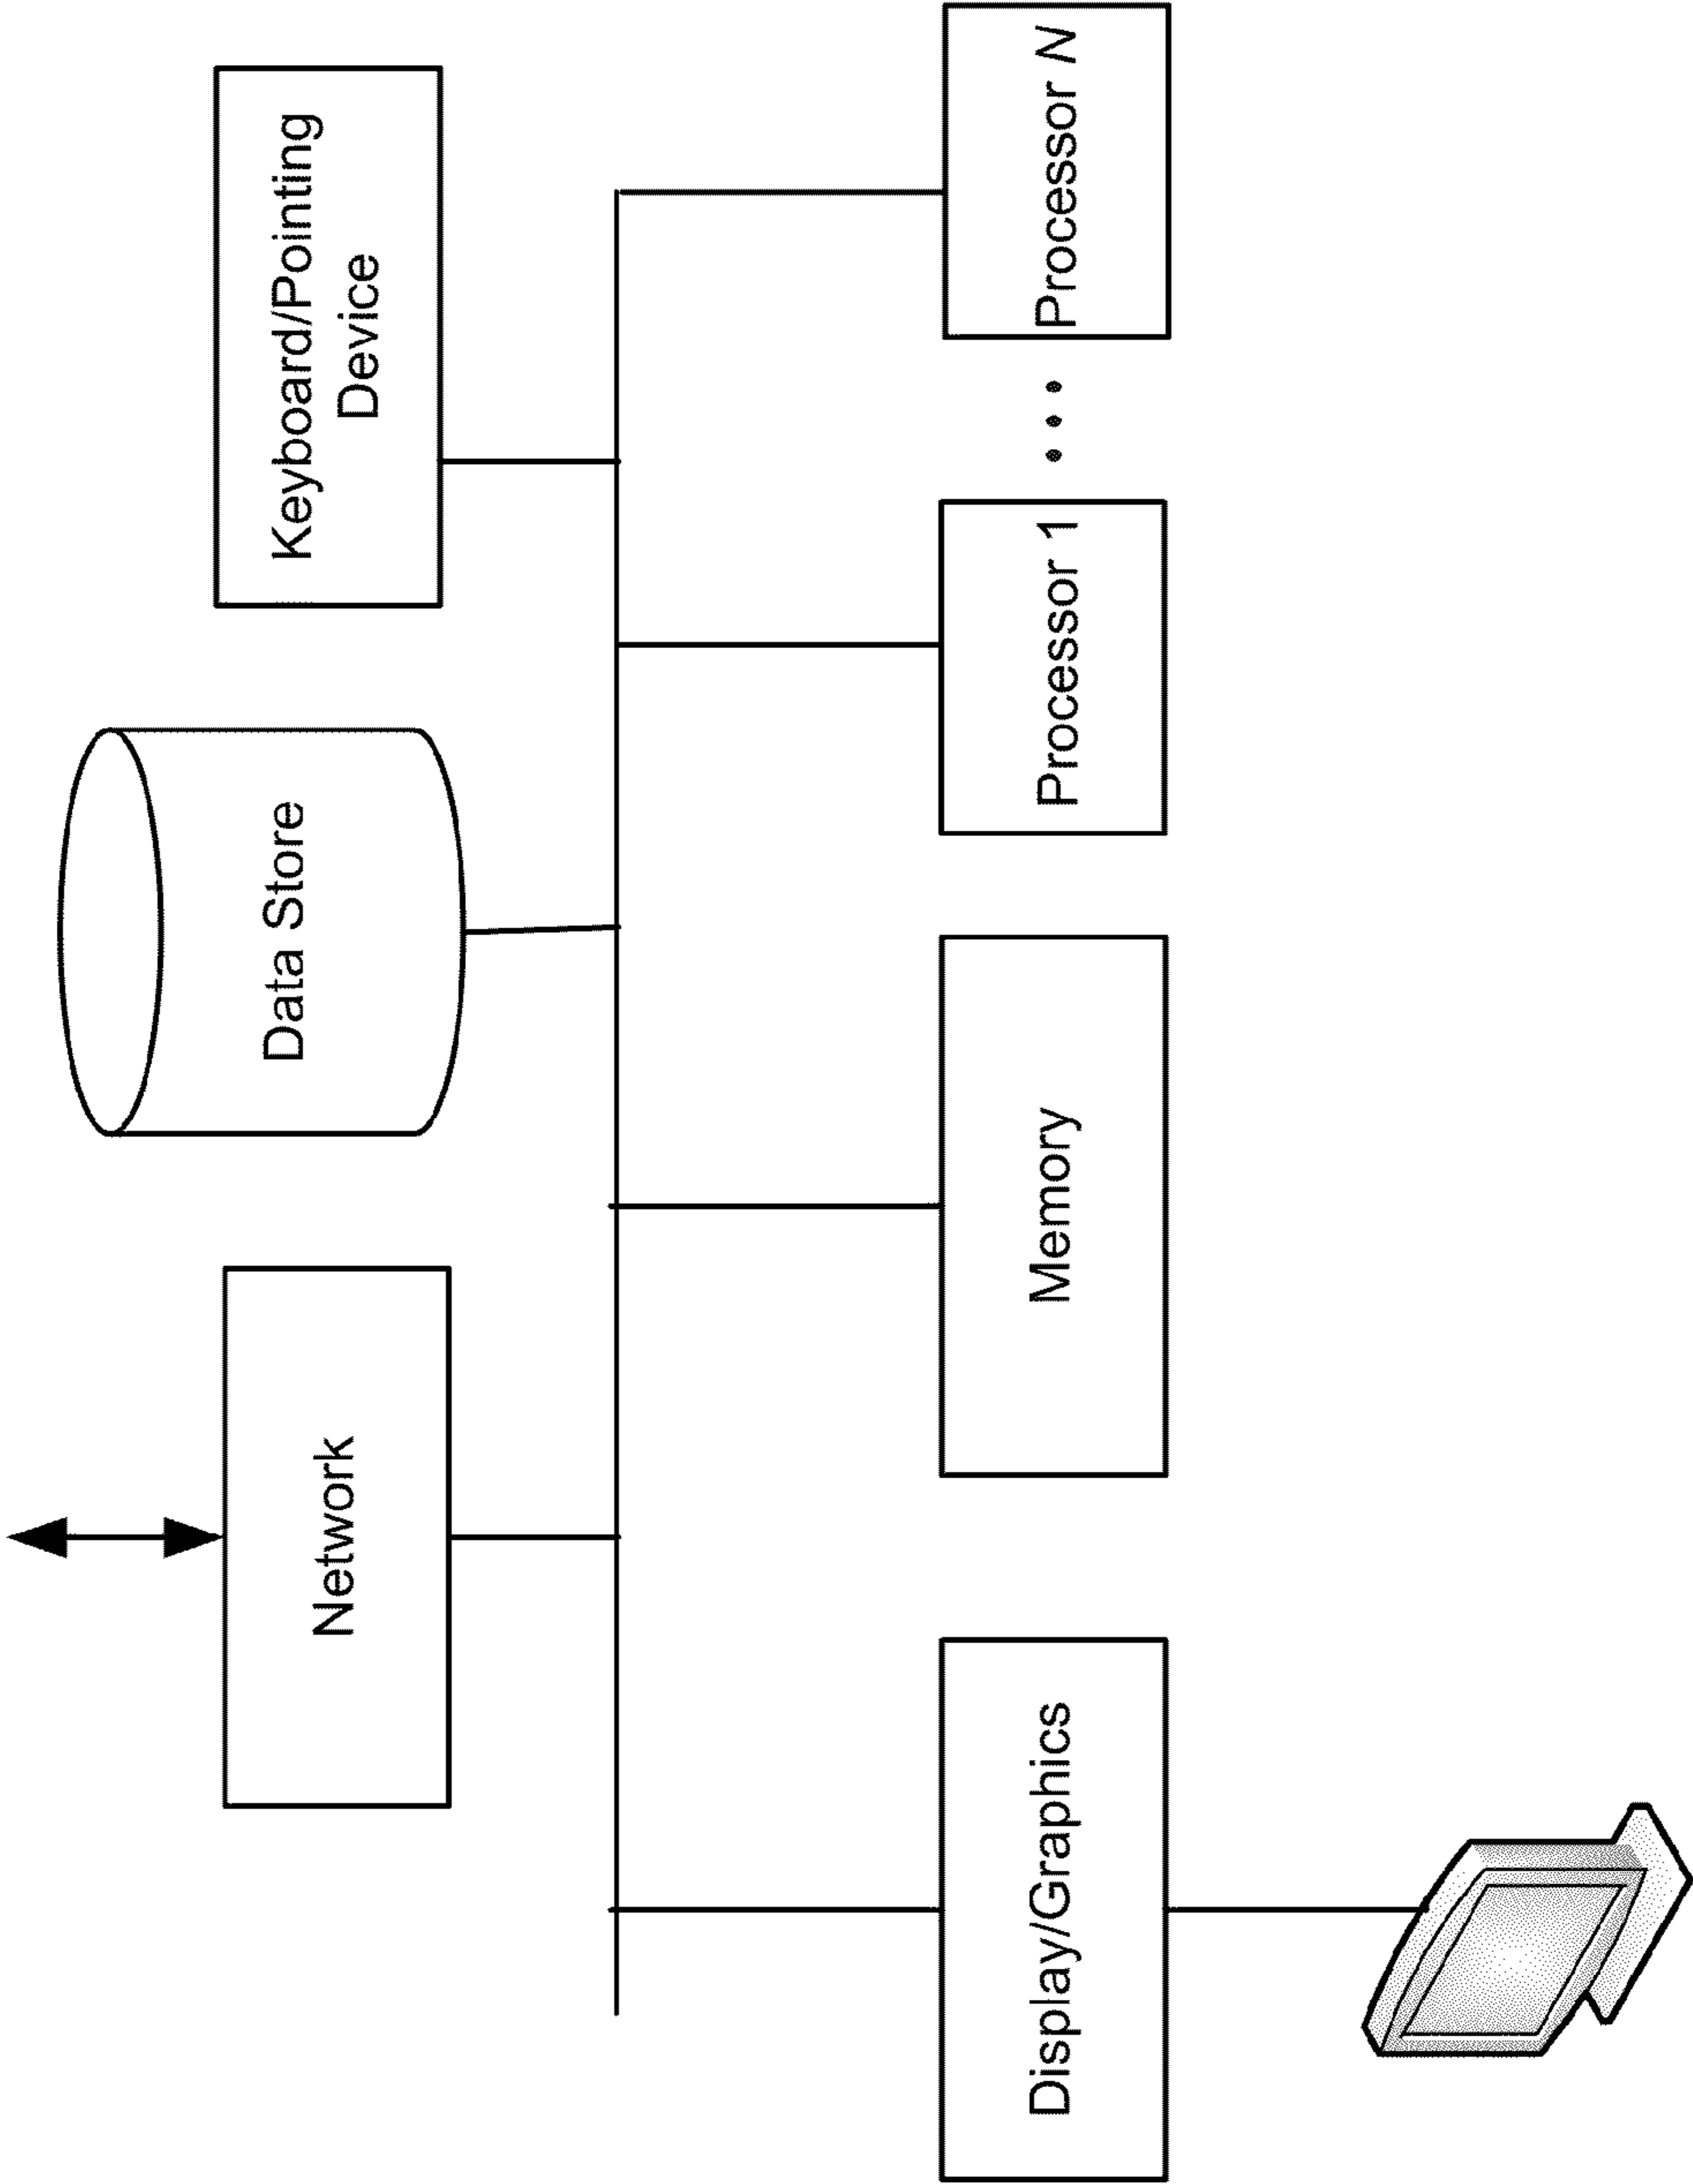 Network
Data Store
Keyboard/Pointing
Device
Display/Graphics
Memory
Processor 1
Processor N